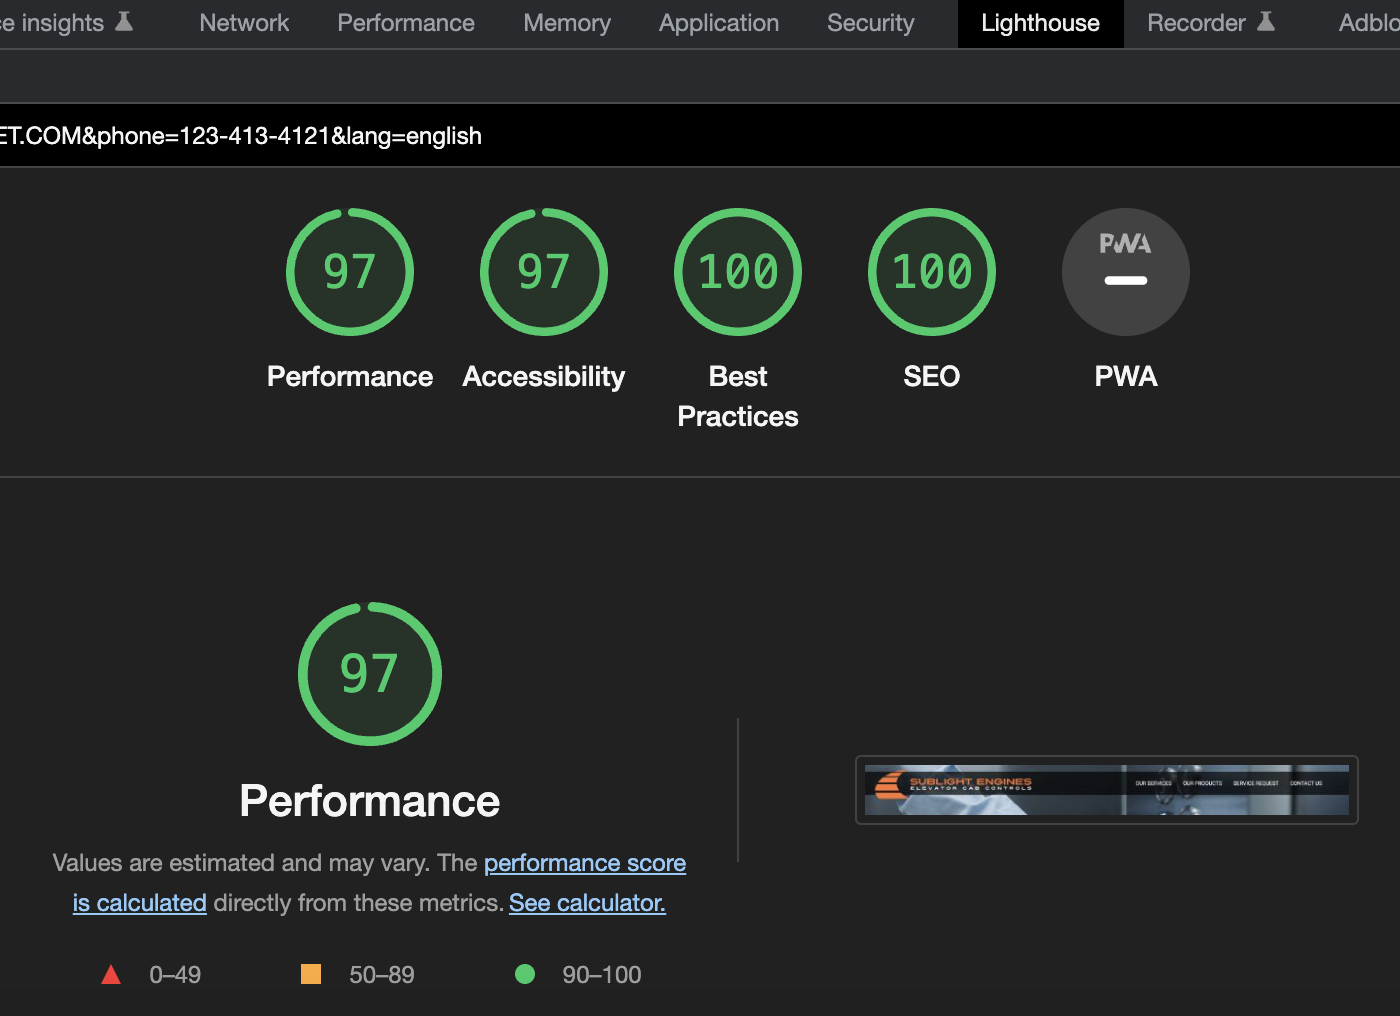 ce insights Network Performance Memory Application Security Lighthouse Recorder Adblo
ET.COM&phone=123-413-4121&lang=english
97 97 100 100 PWA
Performance Accessibility Best Practices SEO PWA
97
Performance
Values are estimated and may vary. The performance score
is calculated directly from these metrics. See calculator.
0–49 50–89 90–100
SUBLIGHT ENGINES
ELEVATOR CAB CONTROLS
OUR SERVICES OUR PRODUCTS SERVICE REQUEST CONTACT US